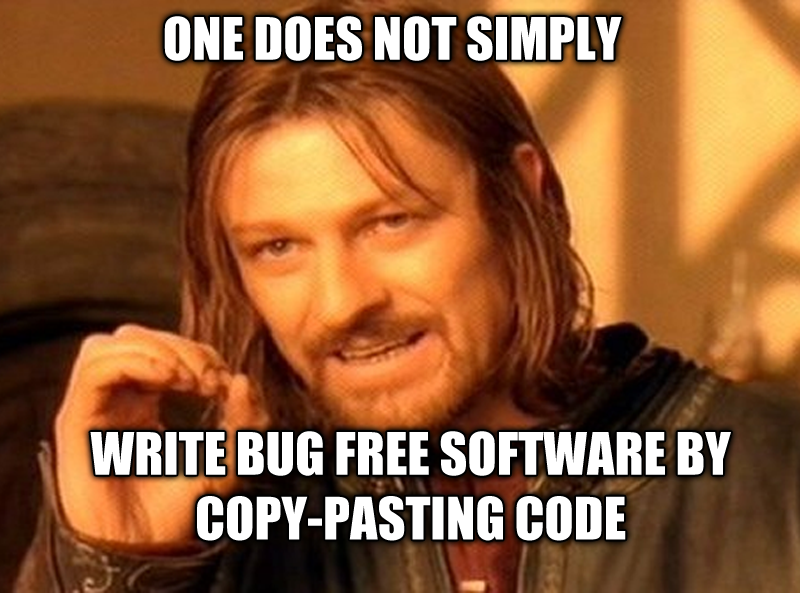 ONE DOES NOT SIMPLY
WRITE BUG FREE SOFTWARE BY
COPY-PASTING CODE